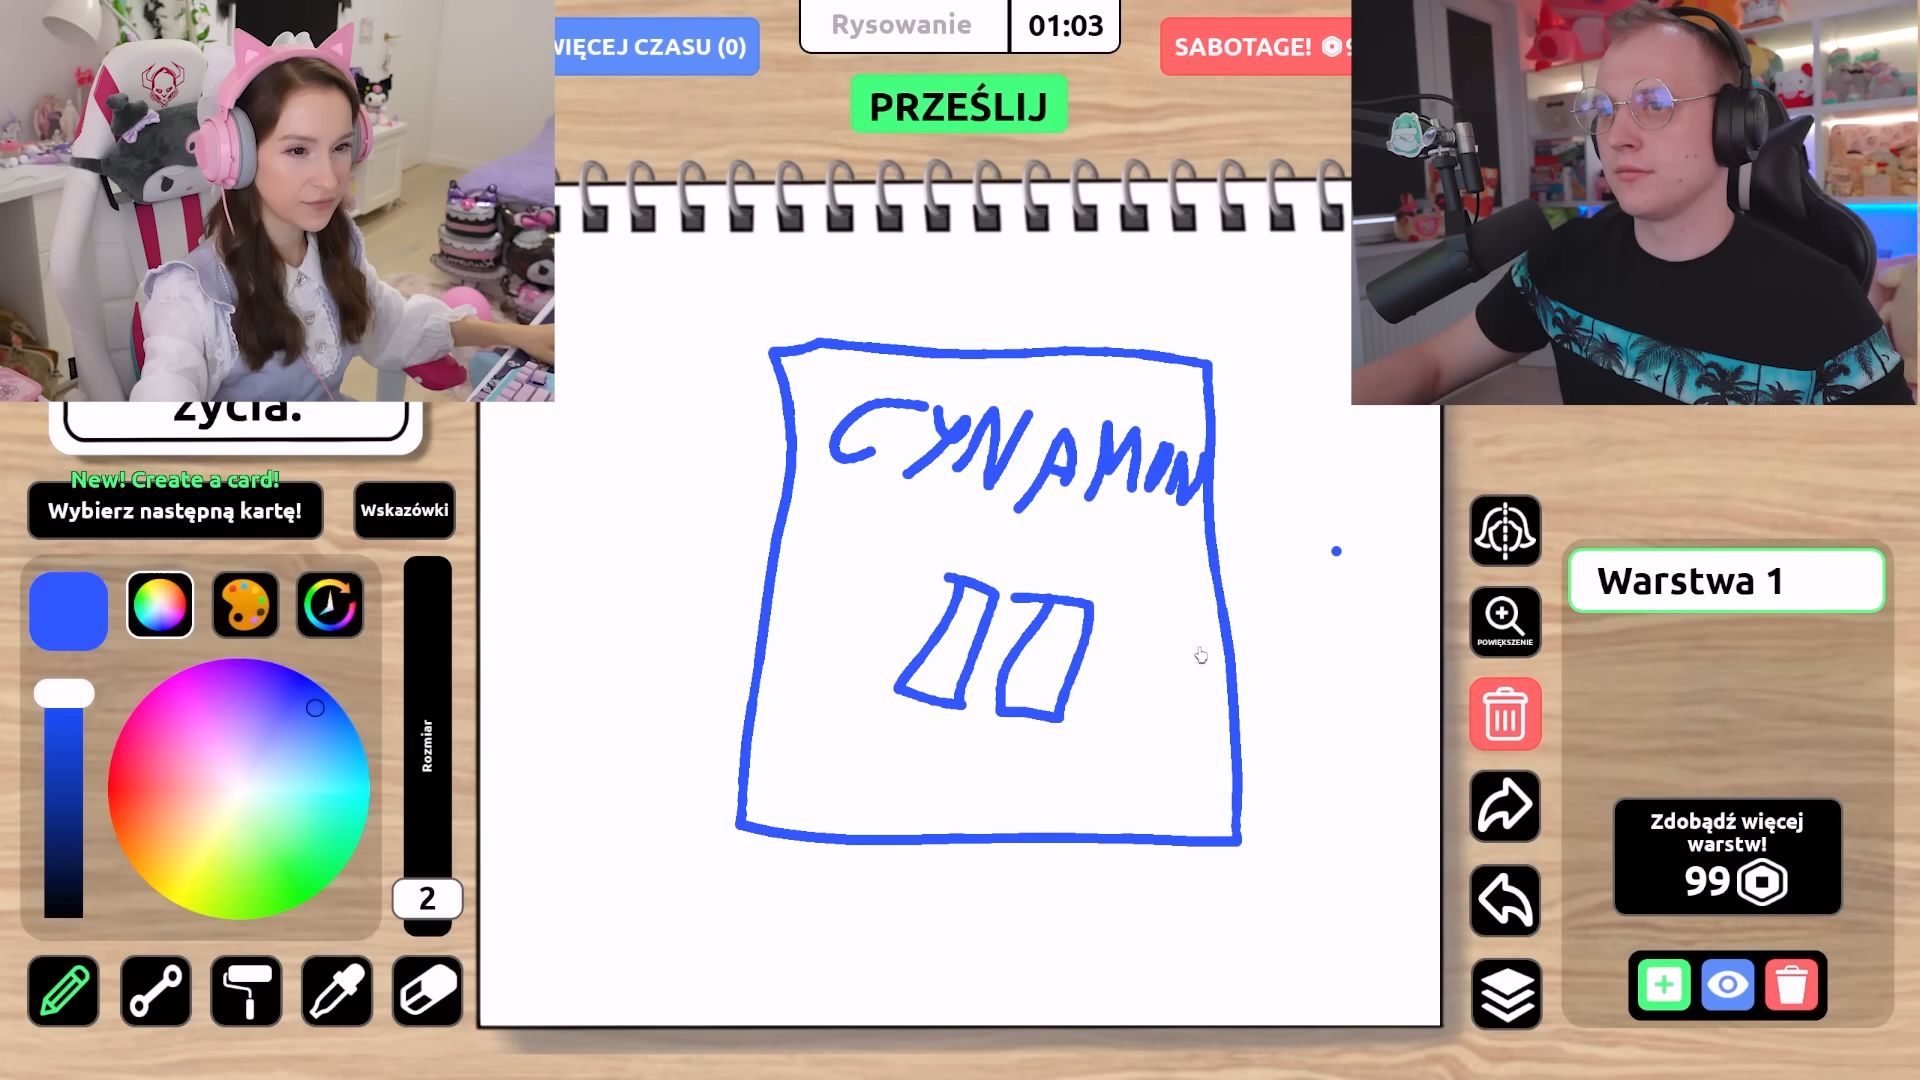 WIĘCEJ CZASU (0)
Rysowanie
01:03
SABOTAGE!
PRZEŚLIJ
życia.
New! Create a card!
Wybierz następną kartę!
Wskazówki
CYNAMIN
Rozmiar
2
POWIĘKSZENIE
Warstwa 1
Zdobądź więcej
warstw!
99